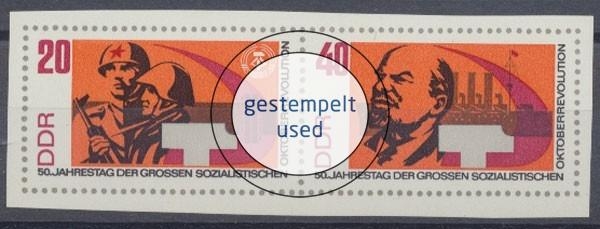 20
DDR
50. JAHRESTAG DER GROSSEN SOZIALISTISCHEN
OKTOBERREVOLUTION
gestempelt
used
40
DDR
50. JAHRESTAG DER GROSSEN SOZIALISTISCHEN
OKTOBERREVOLUTION